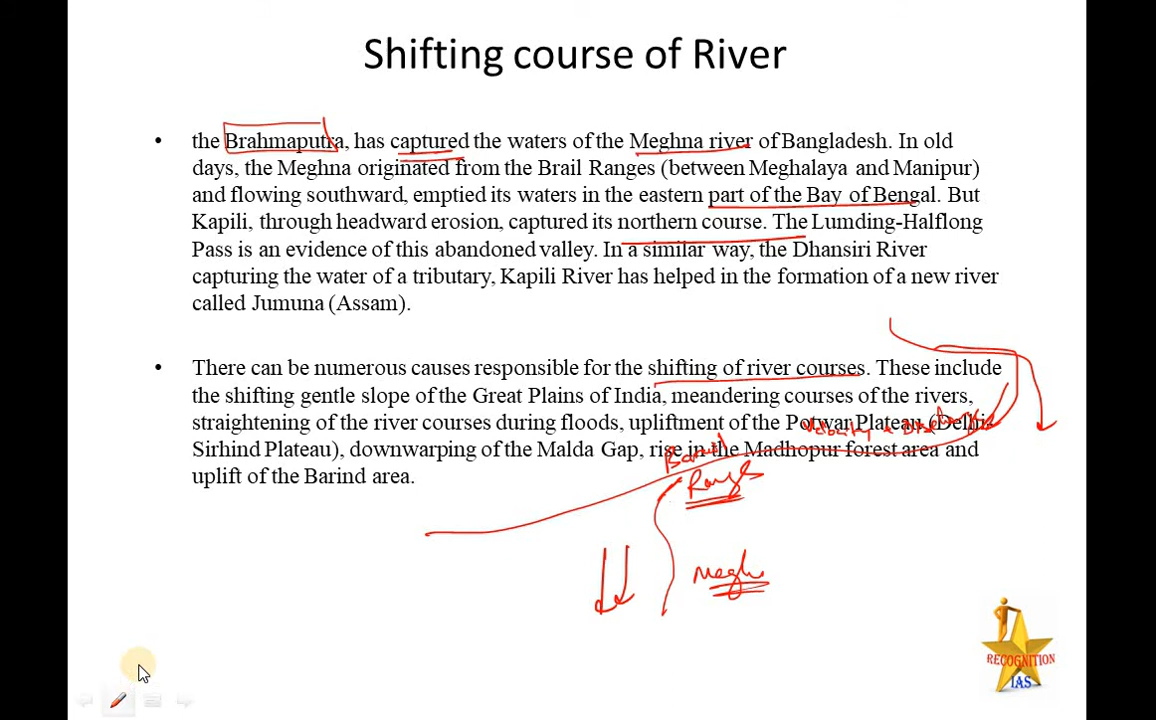 Shifting course of River
• the Brahmaputra, has captured the waters of the Meghna river of Bangladesh. In old
days, the Meghna originated from the Brail Ranges (between Meghalaya and Manipur)
and flowing southward, emptied its waters in the eastern part of the Bay of Bengal. But
Kapili, through headward erosion, captured its northern course. The Lumding-Halflong
Pass is an evidence of this abandoned valley. In a similar way, the Dhansiri River
capturing the water of a tributary, Kapili River has helped in the formation of a new river
called Jumuna (Assam).
• There can be numerous causes responsible for the shifting of river courses. These include
the shifting gentle slope of the Great Plains of India, meandering courses of the rivers,
straightening of the river courses during floods, upliftment of the Potwar Plateau (Delhi-
Sirhind Plateau), downwarping of the Malda Gap, rise in the Madhopur forest area and
uplift of the Barind area.
Velocity
Range
RECOGNITION
IAS